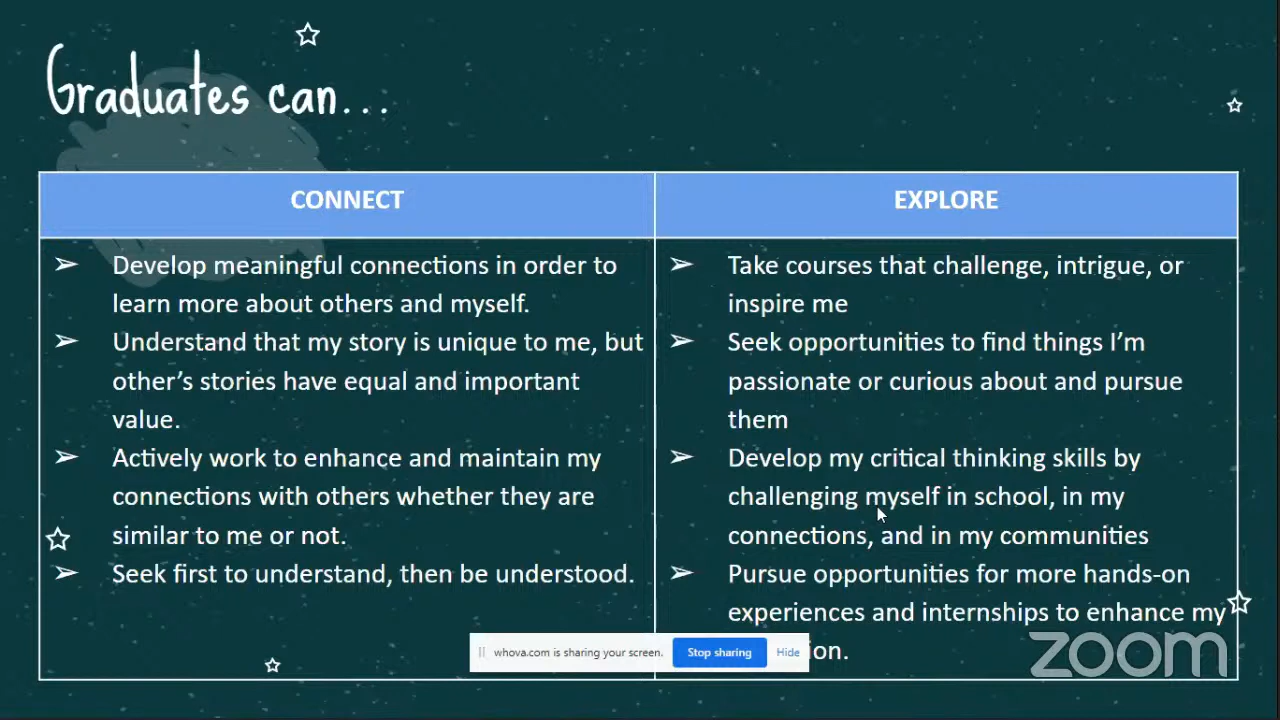 Graduates can...
CONNECT
EXPLORE
➢ Develop meaningful connections in order to
learn more about others and myself.
➢ Understand that my story is unique to me, but
other's stories have equal and important
value.
➢ Actively work to enhance and maintain my
connections with others whether they are
similar to me or not.
➢ Seek first to understand, then be understood.
➢ Take courses that challenge, intrigue, or
inspire me
➢ Seek opportunities to find things I'm
passionate or curious about and pursue
them
➢ Develop my critical thinking skills by
challenging myself in school, in my
connections, and in my communities
➢ Pursue opportunities for more hands-on
experiences and internships to enhance my
ion.
whova.com is sharing your screen.
Stop sharing
Hide
zoom